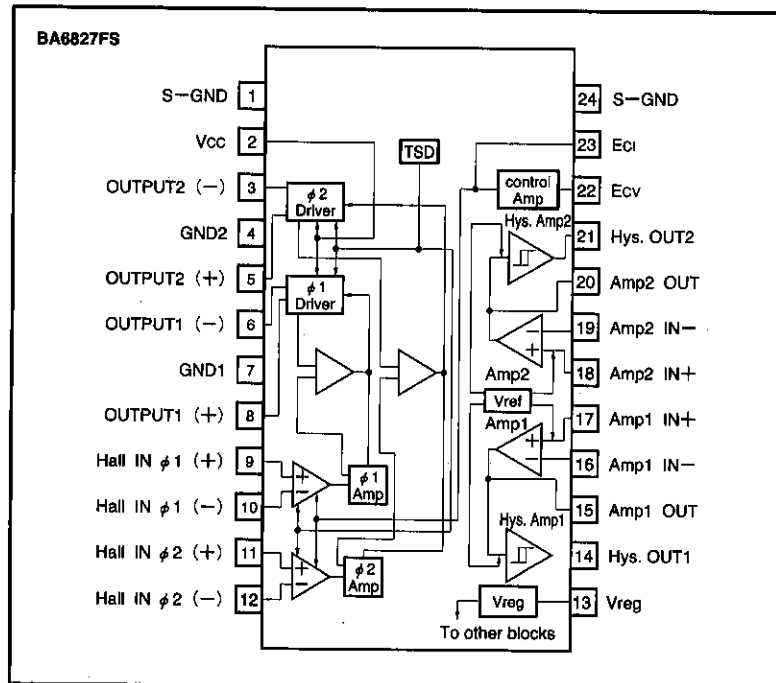 BA6827FS
S-GND 1
Vcc 2
OUTPUT2 (-) 3
GND2 4
OUTPUT2 (+) 5
OUTPUT1 (-) 6
GND1 7
OUTPUT1 (+) 8
Hall IN φ1 (+) 9
Hall IN φ1 (-) 10
Hall IN φ2 (+) 11
Hall IN φ2 (-) 12
TSD
φ2
Driver
φ1
Driver
+
-
φ1
Amp
+
-
φ2
Amp
24 S-GND
23 ECI
control
Amp
22 ECV
Hys. Amp2
21 Hys. OUT2
20 Amp2 OUT
-
+
19 Amp2 IN-
18 Amp2 IN+
Amp2
Vref
Amp1
17 Amp1 IN+
+
-
16 Amp1 IN-
15 Amp1 OUT
Hys. Amp1
14 Hys. OUT1
Vreg
13 Vreg
To other blocks